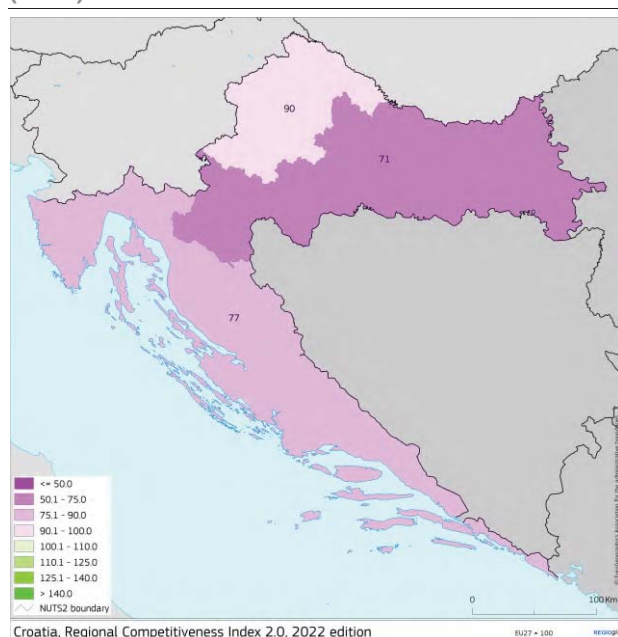 90
71
77
<= 50.0
50.1 - 75.0
75.1 - 90.0
90.1 - 100.0
100.1 - 110.0
110.1 - 125.0
125.1 - 140.0
> 140.0
NUTS2 boundary
0 100 Km
Croatia, Regional Competitiveness Index 2.0, 2022 edition EU27 = 100